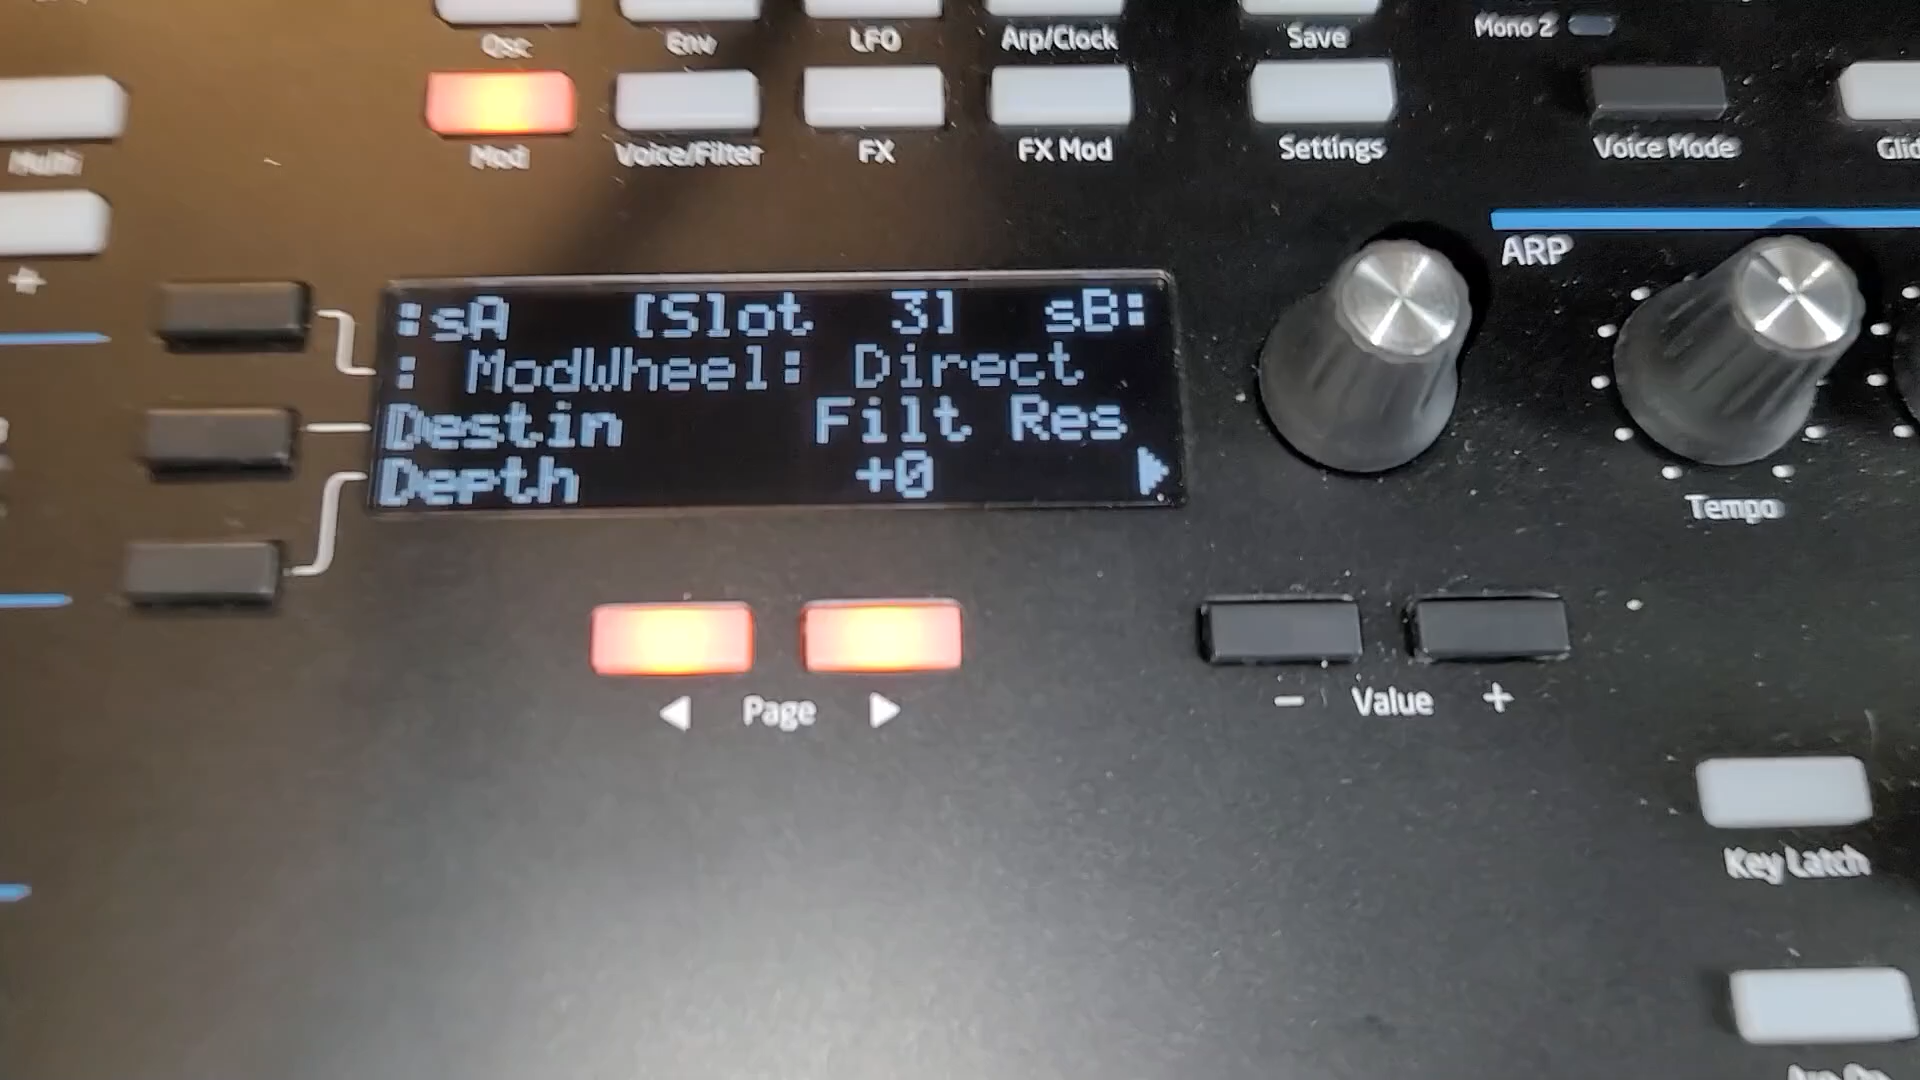 Osc Env LFO Arp/Clock Save Mono 2
Multi Mod Voice/Filter FX FX Mod Settings Voice Mode
ARP
:sA [Slot 3] sB:
: ModWheel: Direct
Destin Filt Res
Depth +0
Tempo
Page - Value +
Key Latch